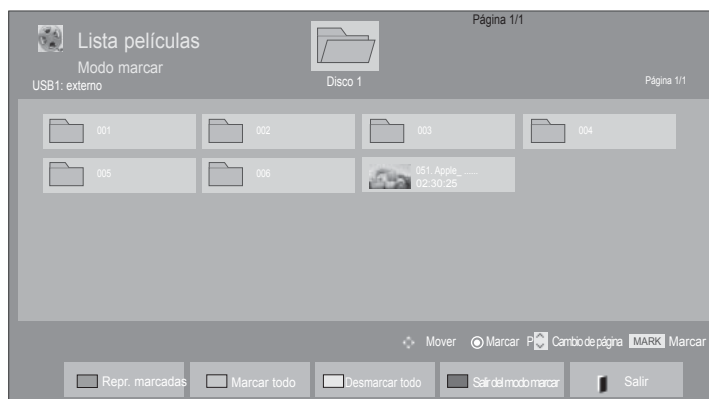 Página 1/1
Lista películas
Modo marcar
USB1: externo
Disco 1
Página 1/1
001
002
003
004
005
006
051. Apple_ ......
02:30:25
Mover Marcar P Cambio de página MARK Marcar
Repr. marcadas Marcar todo Desmarcar todo Salir del modo marcar Salir